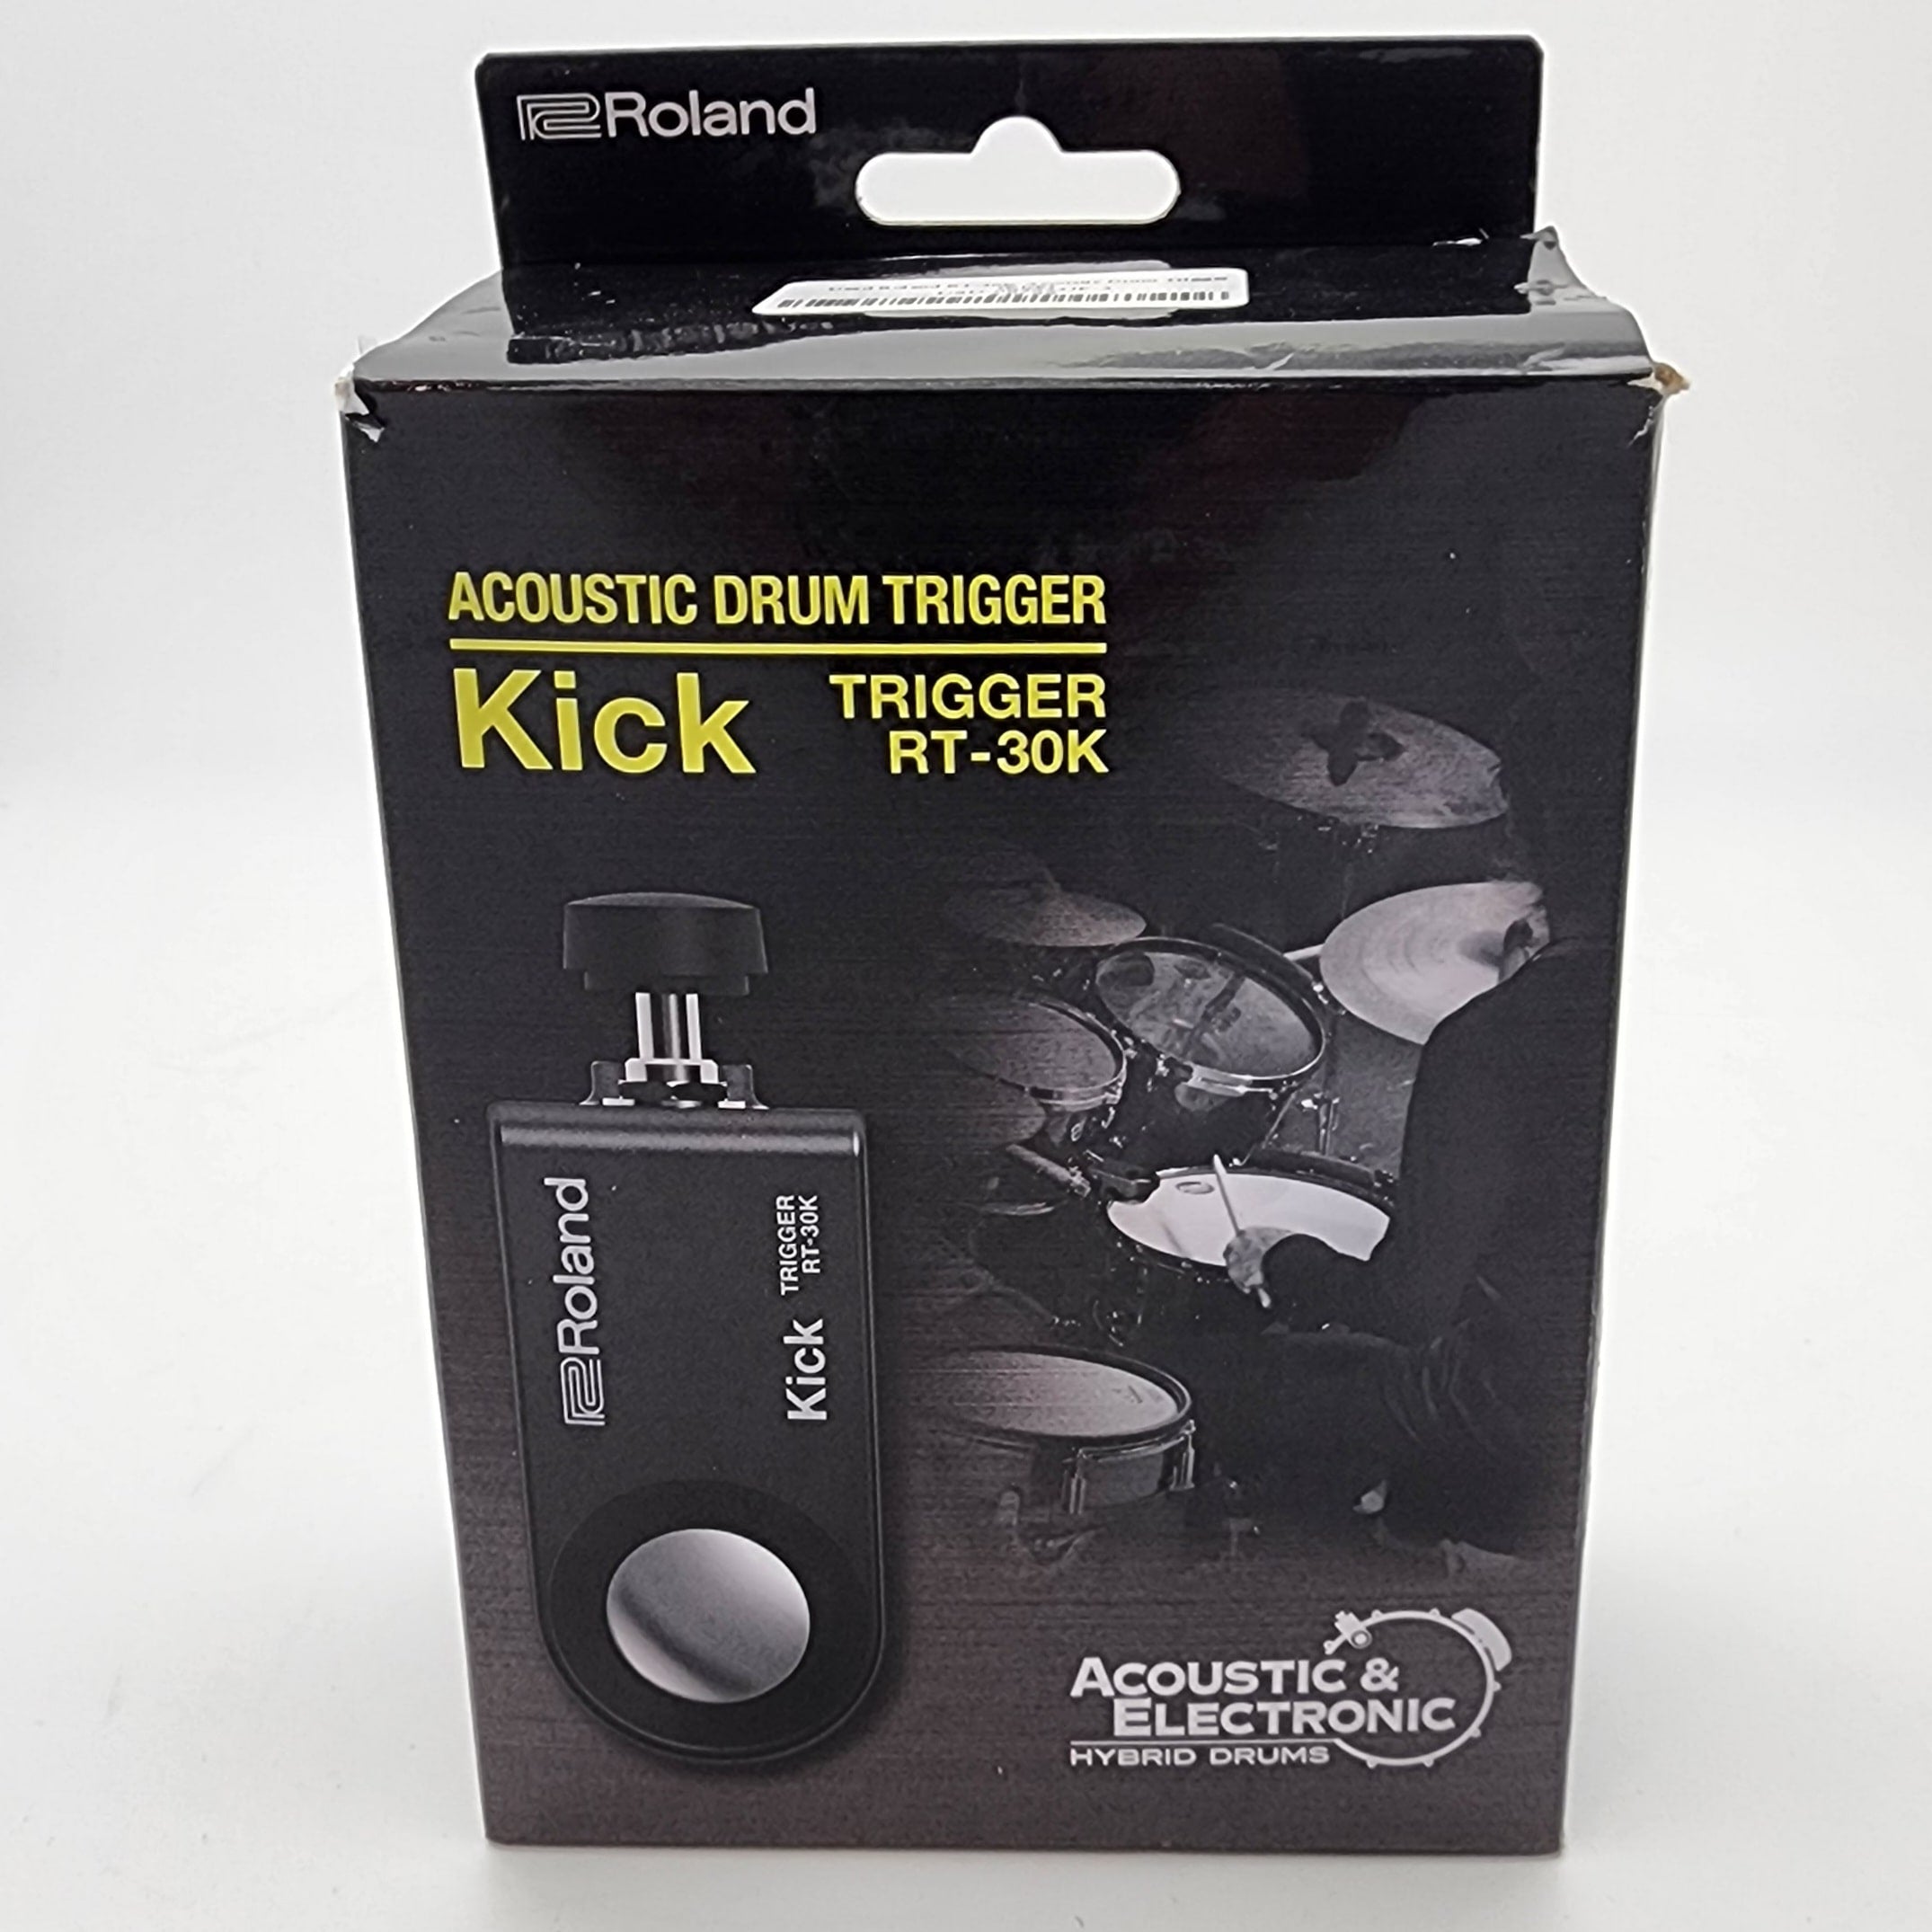 Roland
ACOUSTIC DRUM TRIGGER
Kick
TRIGGER
RT-30K
Roland
Kick
TRIGGER
RT-30K
ACOUSTIC &
ELECTRONIC
HYBRID DRUMS